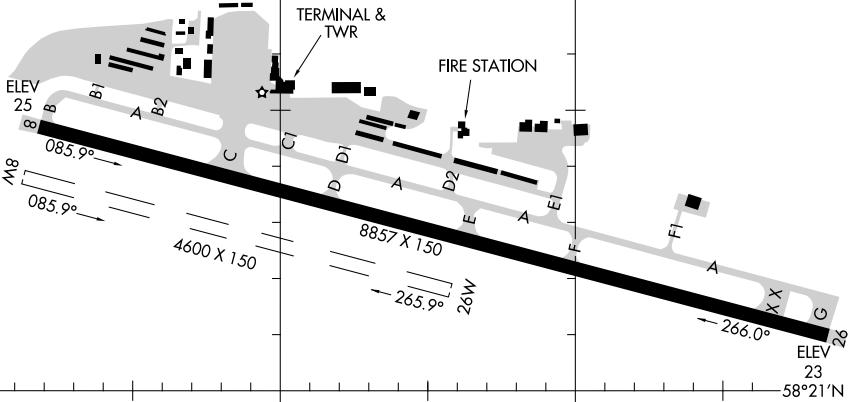 TERMINAL &
TWR
FIRE STATION
ELEV
25
B
B1
A
B2
8
C
C1
D1
085.9°
D
A
D2
W8
085.9°
E
A
E1
F
F1
8857 X 150
4600 X 150
A
265.9°
26W
X X
G
266.0°
26
ELEV
23
58°21'N